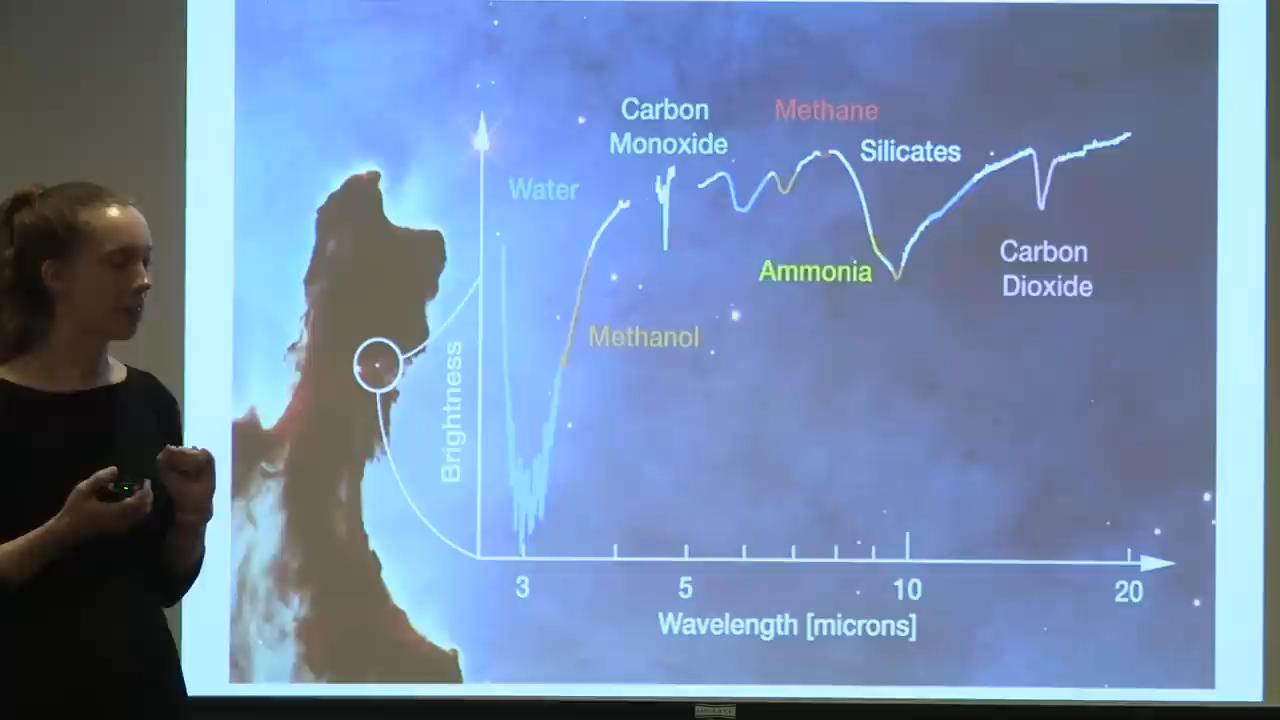 Carbon
Monoxide
Methane
Silicates
Water
Carbon
Dioxide
Ammonia
Methanol
Brightness
3
5
10
20
Wavelength [microns]